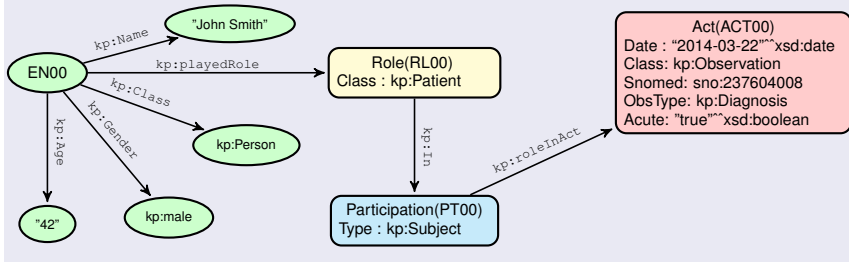 "John Smith"
kp:Name
EN00
kp:playedRole
Role(RL00)
Class : kp:Patient
Act(ACT00)
Date : “2014-03-22”^^xsd:date
Class: kp:Observation
Snomed: sno:237604008
ObsType: kp:Diagnosis
Acute: "true"^^xsd:boolean
kp:Class
kp:Gender
kp:Age
kp:Person
kp:In
kp:roleInAct
"42"
kp:male
Participation(PT00)
Type : kp:Subject